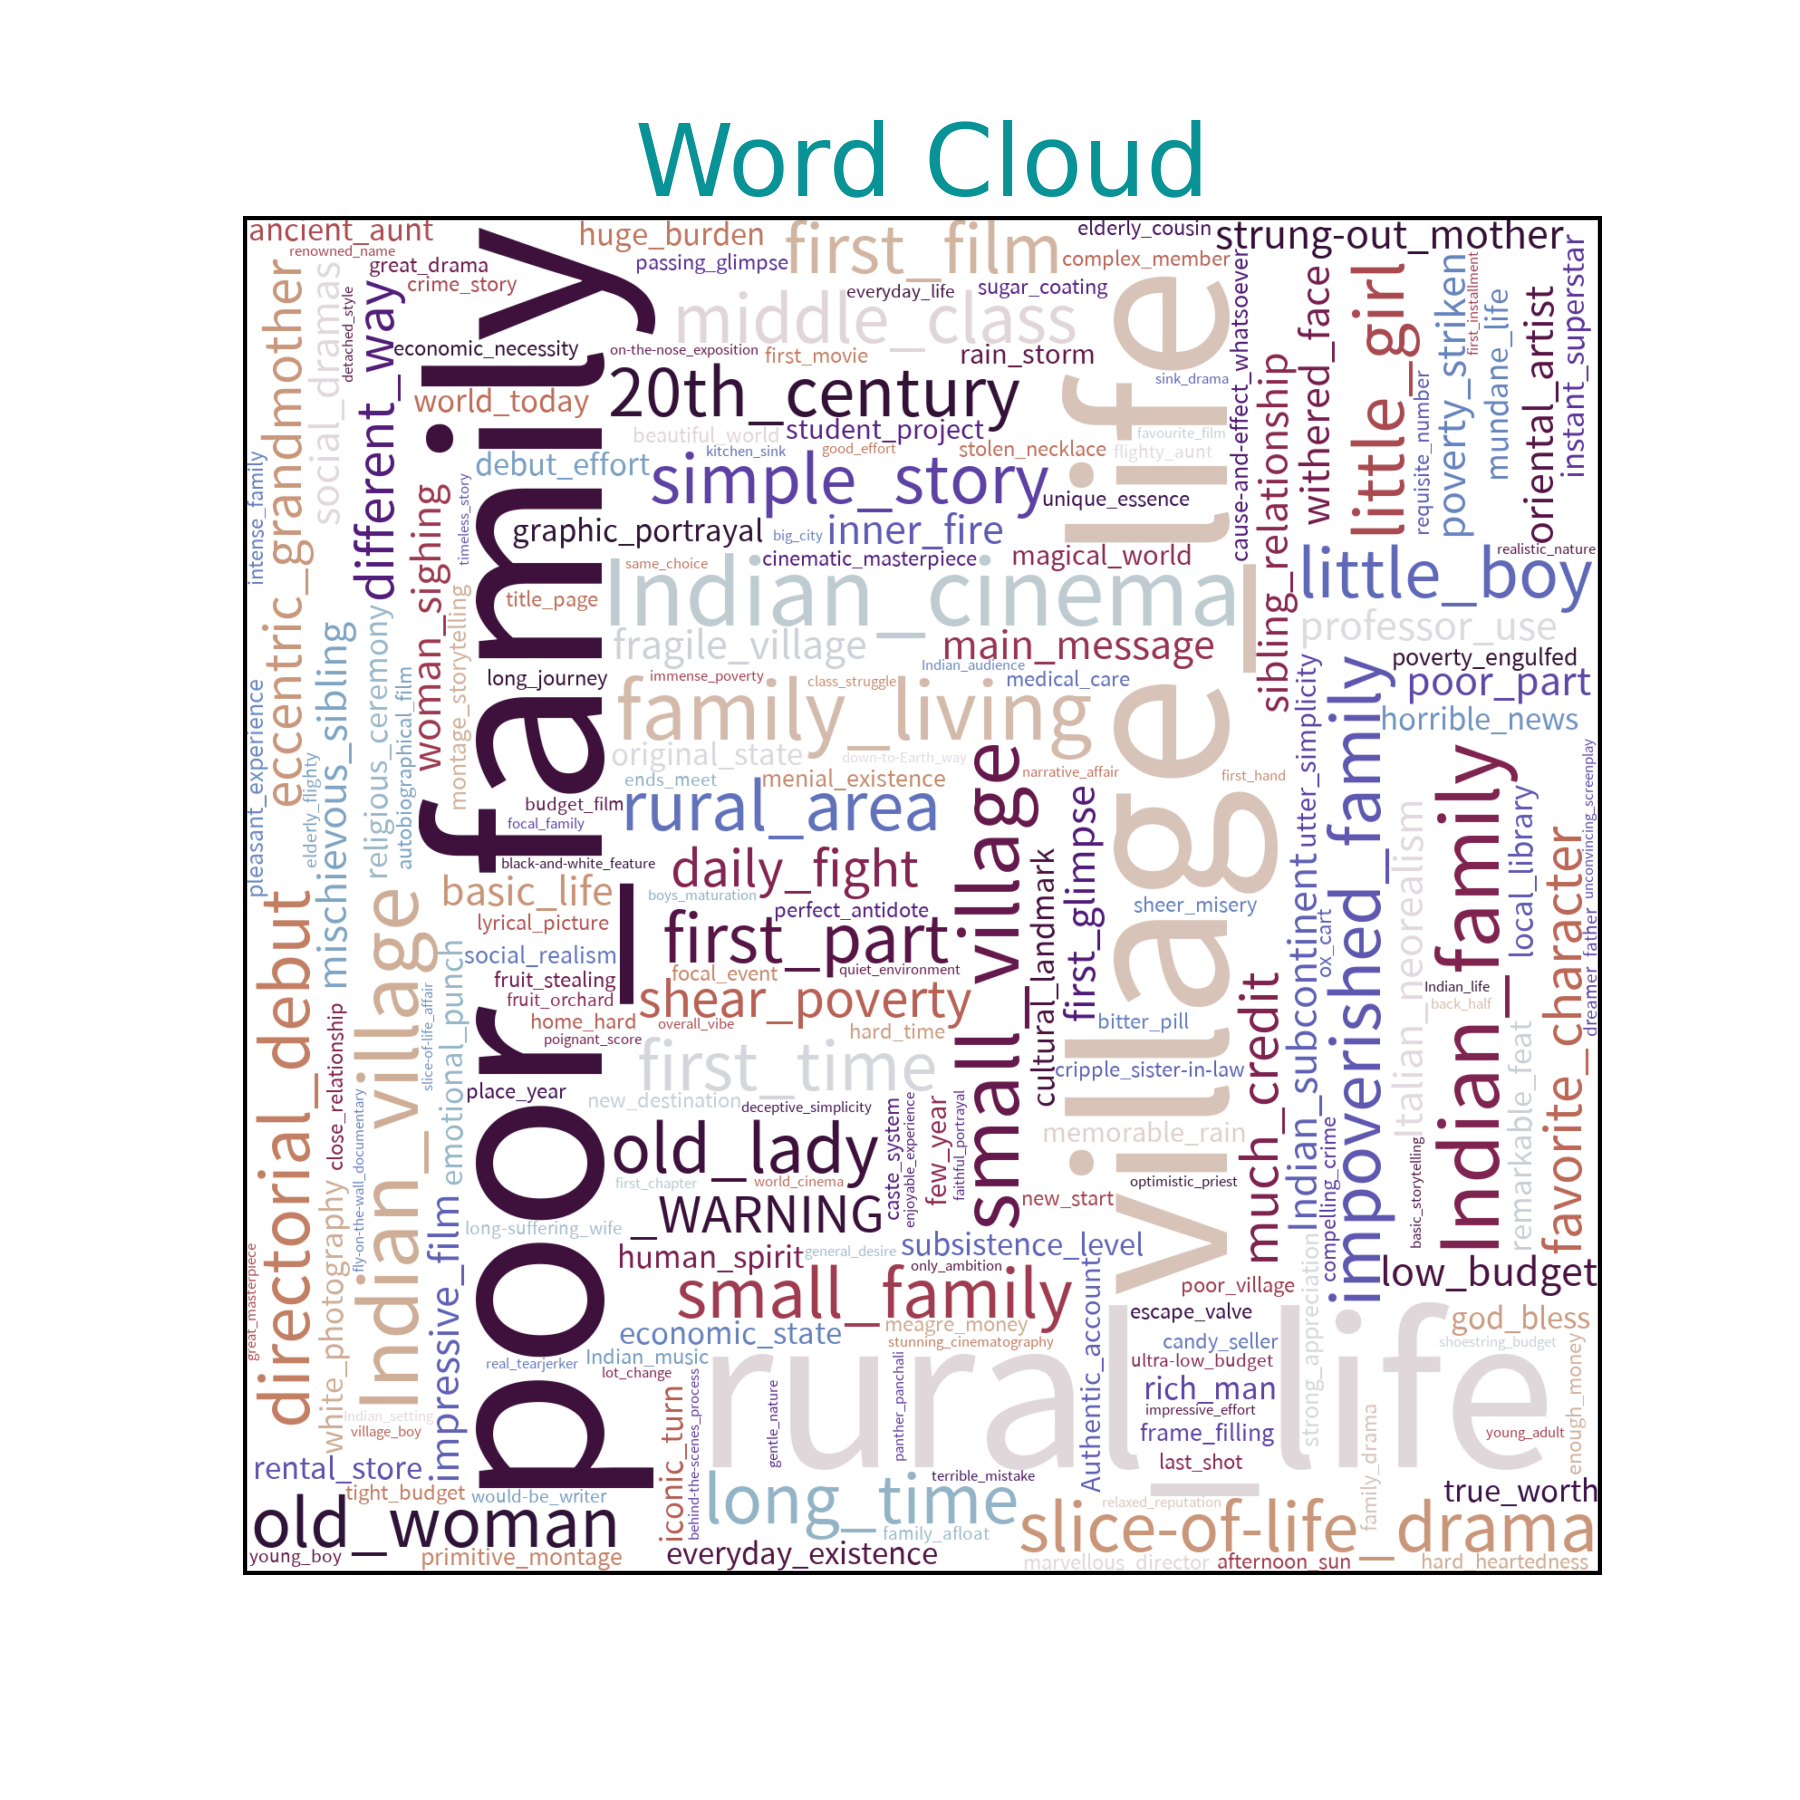 Word Cloud
ancient_aunt
renowned_name
great_drama
crime_story
huge_burden
passing_glimpse
first_film
elderly_cousin
complex_member
strung-out_mother
everyday_life
sugar_coating
middle_class
economic_necessity
on-the-nose_exposition
first_movie
rain_storm
20th_century
world_today
beautiful_world
student_project
sink_drama
favourite_film
debut_effort
kitchen_sink
good_effort
stolen_necklace
flighty_aunt
simple_story
unique_essence
graphic_portrayal
big_city
inner_fire
same_choice
cinematic_masterpiece
magical_world
realistic_nature
Indian_cinema
title_page
little_boy
fragile_village
main_message
professor_use
long_journey
immense_poverty
class_struggle
Indian_audience
medical_care
poverty_engulfed
poor_part
horrible_news
family_living
original_state
down-to-Earth_way
ends_meet
menial_existence
narrative_affair
first_hand
budget_film
focal_family
rural_area
black-and-white_feature
daily_fight
basic_life
boys_maturation
perfect_antidote
sheer_misery
lyrical_picture
first_part
social_realism
focal_event
quiet_environment
fruit_stealing
fruit_orchard
shear_poverty
Indian_life
back_half
home_hard
overall_vibe
hard_time
bitter_pill
poignant_score
first_time
cripple_sister-in-law
place_year
new_destination
deceptive_simplicity
memorable_rain
old_lady
first_chapter
world_cinema
optimistic_priest
new_start
_WARNING
long-suffering_wife
human_spirit
general_desire
subsistence_level
only_ambition
low_budget
small_family
poor_village
escape_valve
god_bless
economic_state
meagre_money
stunning_cinematography
candy_seller
shoestring_budget
real_tearjerker
Indian_music
lot_change
ultra-low_budget
rich_man
impressive_effort
rural_life
Indian_setting
village_boy
frame_filling
young_adult
last_shot
rental_store
tight_budget
would-be_writer
terrible_mistake
long_time
relaxed_reputation
true_worth
old_woman
family_afloat
slice-of-life_drama
young_boy
primitive_montage
everyday_existence
marvellous_director
afternoon_sun
hard_heartedness
intense_family
pleasant_experience
great_masterpiece
eccentric_grandmother
directorial_debut
social_dramas
mischievous_sibling
elderly_flighty
close_relationship
white_photography
detached_style
different_way
religious_ceremony
autobiographical_film
Indian_village
fly-on-the-wall_documentary
woman_sighing
slice-of-life_affair
impressive_film
timeless_story
montage_storytelling
emotional_punch
poor_family
iconic_turn
behind-the-scenes_process
gentle_nature
panther_panchali
caste_system
enjoyable_experience
few_year
faithful_portrayal
small_village
cultural_landmark
first_glimpse
Authentic_account
village_life
cause-and-effect_whatsoever
much_credit
sibling_relationship
Indian_subcontinent
utter_simplicity
ox_cart
strong_appreciation
compelling_crime
withered_face
impoverished_family
little_girl
family_drama
Italian_neorealism
requisite_number
basic_storytelling
poverty_striken
first_installment
Indian_family
mundane_life
local_library
remarkable_feat
oriental_artist
instant_superstar
favorite_character
enough_money
unconvincing_screenplay
dreamer_father